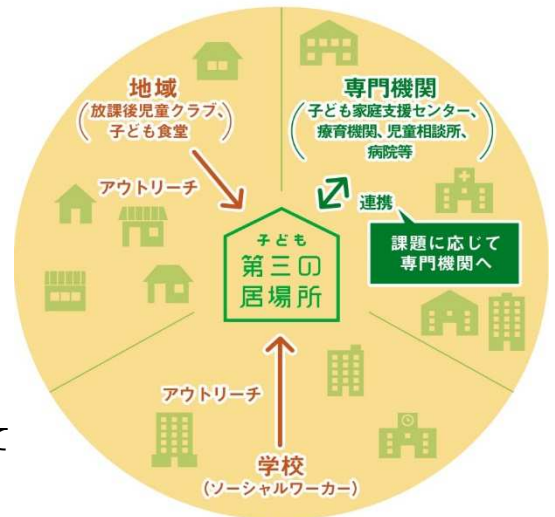 地域
(放課後児童クラブ、
子ども食堂)
アウトリーチ
専門機関
(子ども家庭支援センター、
療育機関、児童相談所、
病院等)
連携
課題に応じて
専門機関へ
子ども
第三の
居場所
アウトリーチ
学校
(ソーシャルワーカー)
て